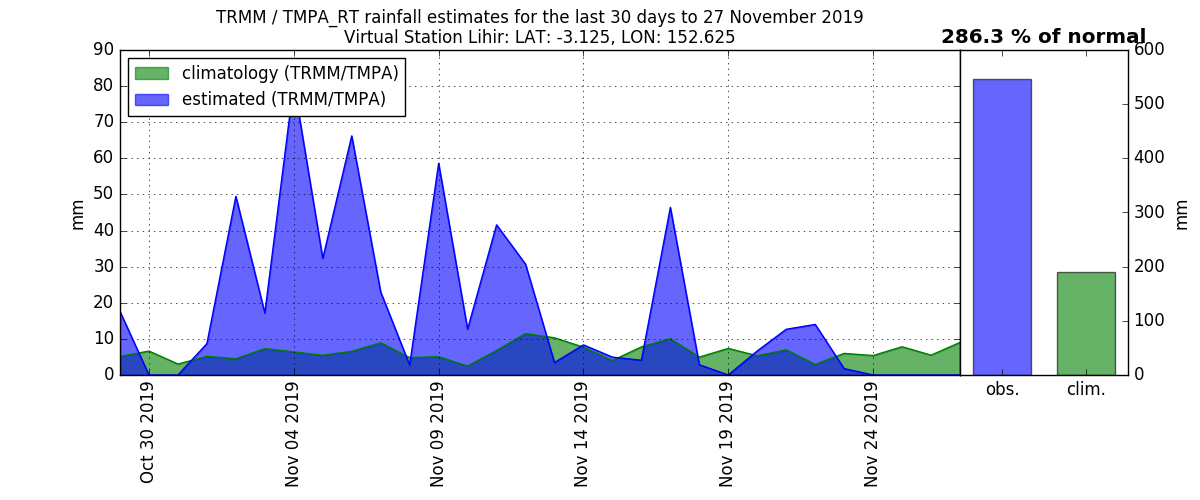 TRMM / TMPA_RT rainfall estimates for the last 30 days to 27 November 2019
Virtual Station Lihir: LAT: -3.125, LON: 152.625
286.3 % of normal
climatology (TRMM/TMPA)
estimated (TRMM/TMPA)
mm
90
80
70
60
50
40
30
20
10
0
Oct 30 2019
Nov 04 2019
Nov 09 2019
Nov 14 2019
Nov 19 2019
Nov 24 2019
600
500
400
300
200
100
0
mm
obs.
clim.